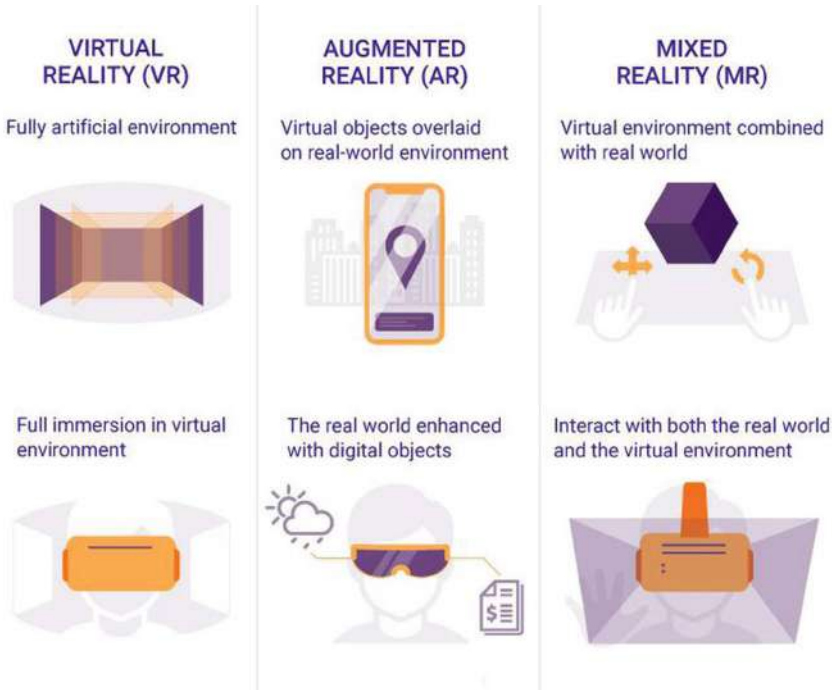 VIRTUAL
REALITY (VR)
Fully artificial environment
Full immersion in virtual
environment
AUGMENTED
REALITY (AR)
Virtual objects overlaid
on real-world environment
The real world enhanced
with digital objects
$
MIXED
REALITY (MR)
Virtual environment combined
with real world
Interact with both the real world
and the virtual environment